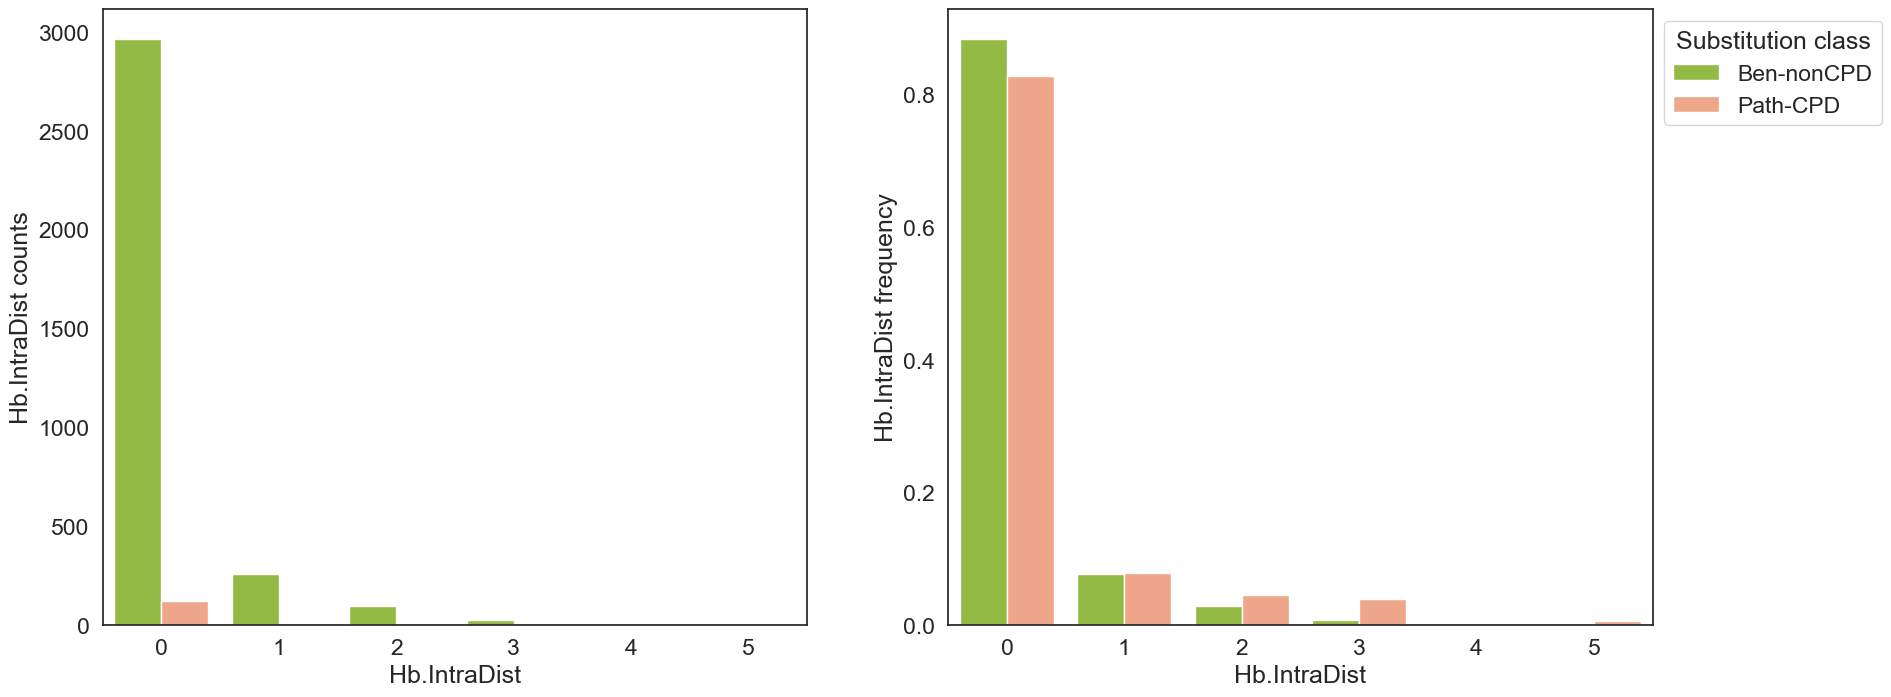 Hb.IntraDist counts
3000
2500
2000
1500
1000
500
0
0 1 2 3 4 5
Hb.IntraDist
Hb.IntraDist frequency
0.8
0.6
0.4
0.2
0.0
0 1 2 3 4 5
Hb.IntraDist
Substitution class
Ben-nonCPD
Path-CPD